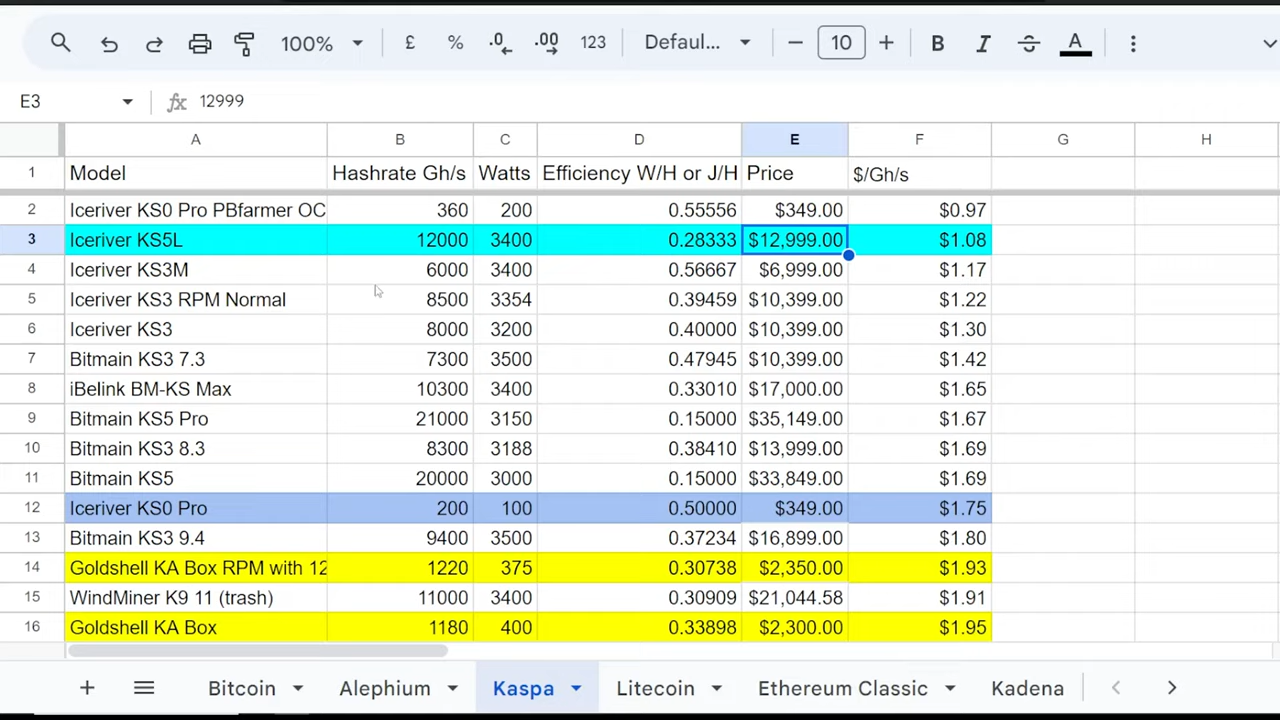 100% £ % .0 .00 123 Defaul... − 10 + B I S A
E3 fx 12999
A B C D E F G H
1 Model Hashrate Gh/s Watts Efficiency W/H or J/H Price $/Gh/s
2 Iceriver KS0 Pro PBfarmer OC 360 200 0.55556 $349.00 $0.97
3 Iceriver KS5L 12000 3400 0.28333 $12,999.00 $1.08
4 Iceriver KS3M 6000 3400 0.56667 $6,999.00 $1.17
5 Iceriver KS3 RPM Normal 8500 3354 0.39459 $10,399.00 $1.22
6 Iceriver KS3 8000 3200 0.40000 $10,399.00 $1.30
7 Bitmain KS3 7.3 7300 3500 0.47945 $10,399.00 $1.42
8 iBelink BM-KS Max 10300 3400 0.33010 $17,000.00 $1.65
9 Bitmain KS5 Pro 21000 3150 0.15000 $35,149.00 $1.67
10 Bitmain KS3 8.3 8300 3188 0.38410 $13,999.00 $1.69
11 Bitmain KS5 20000 3000 0.15000 $33,849.00 $1.69
12 Iceriver KS0 Pro 200 100 0.50000 $349.00 $1.75
13 Bitmain KS3 9.4 9400 3500 0.37234 $16,899.00 $1.80
14 Goldshell KA Box RPM with 12 1220 375 0.30738 $2,350.00 $1.93
15 WindMiner K9 11 (trash) 11000 3400 0.30909 $21,044.58 $1.91
16 Goldshell KA Box 1180 400 0.33898 $2,300.00 $1.95
+ Bitcoin Alephium Kaspa Litecoin Ethereum Classic Kadena